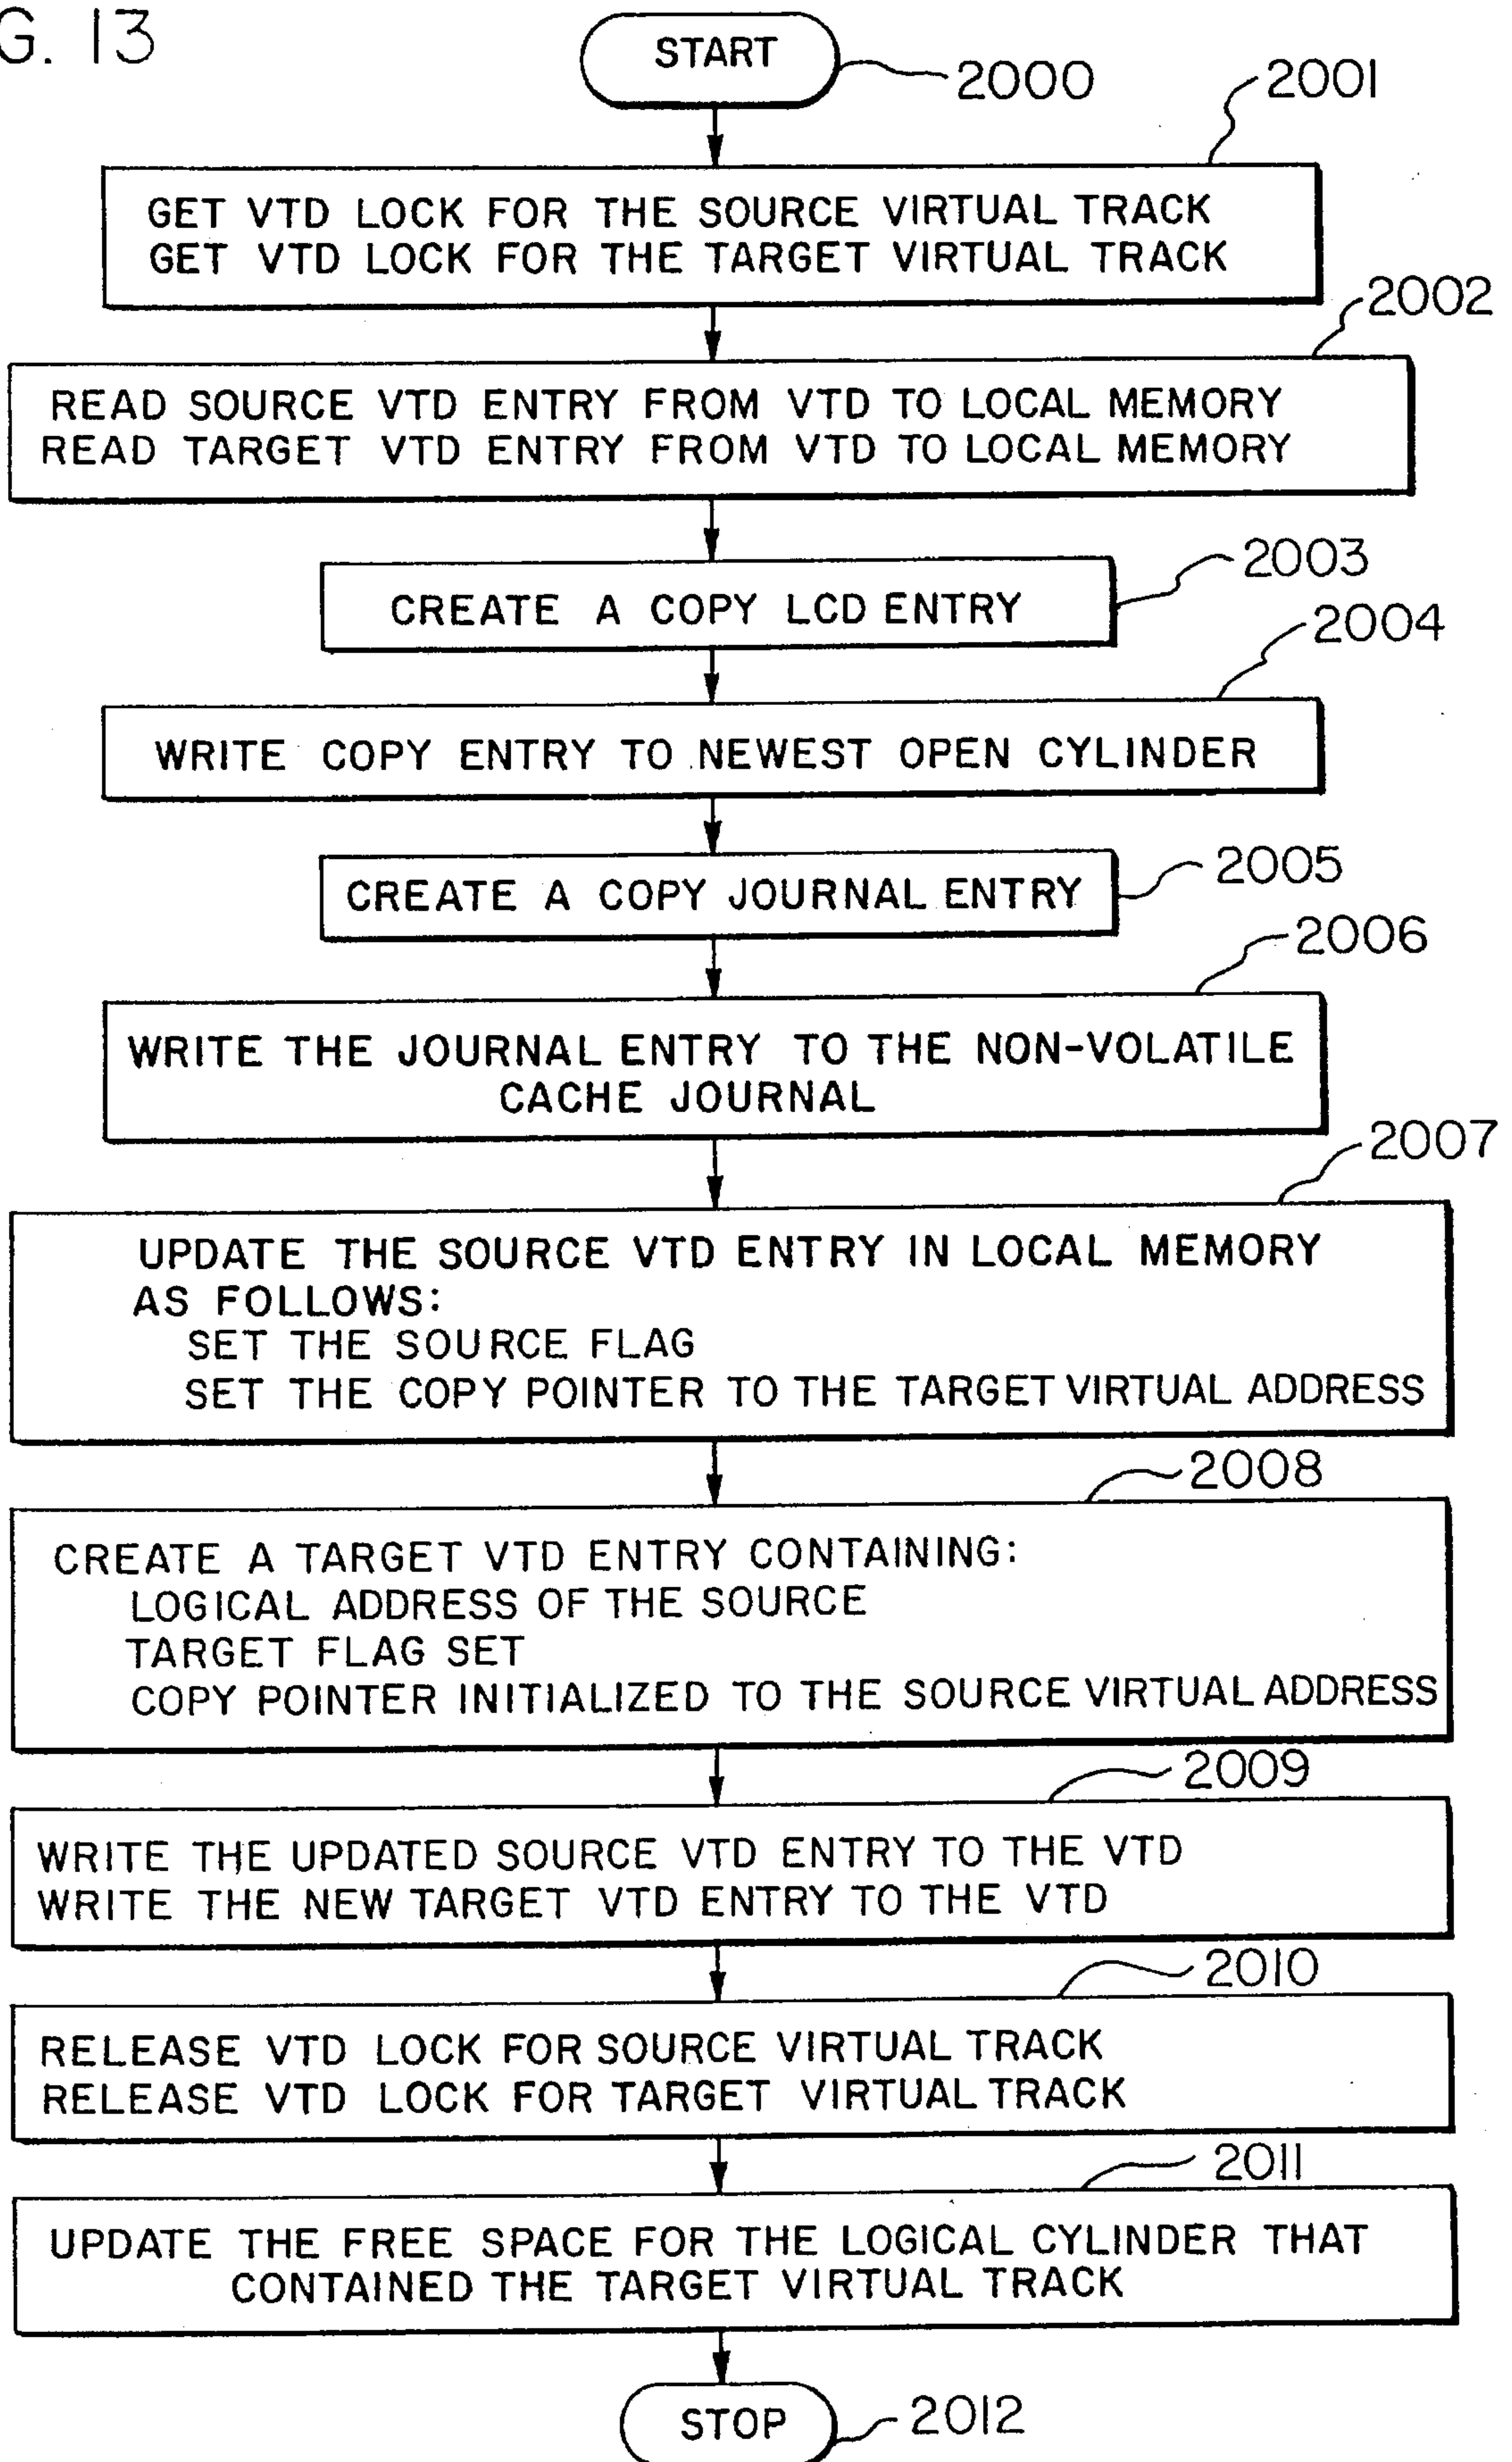 G. 13
START
2000
2001
GET VTD LOCK FOR THE SOURCE VIRTUAL TRACK
GET VTD LOCK FOR THE TARGET VIRTUAL TRACK
2002
READ SOURCE VTD ENTRY FROM VTD TO LOCAL MEMORY
READ TARGET VTD ENTRY FROM VTD TO LOCAL MEMORY
2003
CREATE A COPY LCD ENTRY
2004
WRITE COPY ENTRY TO NEWEST OPEN CYLINDER
2005
CREATE A COPY JOURNAL ENTRY
2006
WRITE THE JOURNAL ENTRY TO THE NON-VOLATILE
CACHE JOURNAL
2007
UPDATE THE SOURCE VTD ENTRY IN LOCAL MEMORY
AS FOLLOWS:
SET THE SOURCE FLAG
SET THE COPY POINTER TO THE TARGET VIRTUAL ADDRESS
2008
CREATE A TARGET VTD ENTRY CONTAINING:
LOGICAL ADDRESS OF THE SOURCE
TARGET FLAG SET
COPY POINTER INITIALIZED TO THE SOURCE VIRTUAL ADDRESS
2009
WRITE THE UPDATED SOURCE VTD ENTRY TO THE VTD
WRITE THE NEW TARGET VTD ENTRY TO THE VTD
2010
RELEASE VTD LOCK FOR SOURCE VIRTUAL TRACK
RELEASE VTD LOCK FOR TARGET VIRTUAL TRACK
2011
UPDATE THE FREE SPACE FOR THE LOGICAL CYLINDER THAT
CONTAINED THE TARGET VIRTUAL TRACK
STOP
2012